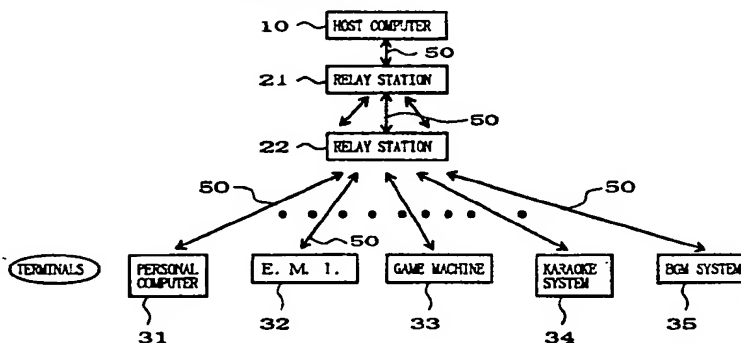 10
HOST COMPUTER
50
21
RELAY STATION
50
22
RELAY STATION
50
50
50
TERMINALS
PERSONAL
COMPUTER
E. M. I.
GAME MACHINE
KARAOKE
SYSTEM
BGM SYSTEM
31
32
33
34
35